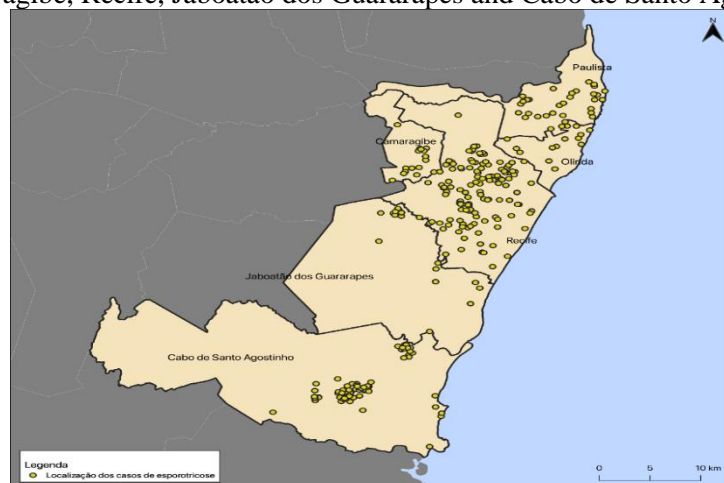 agibe, Recife, Jaboatão dos Guararapes and Cabo de Santo Ag
N
Paulista
Camaragibe
Olinda
Recife
Jaboatão dos Guararapes
Cabo de Santo Agostinho
Legenda
Localização dos casos de esporotricose
0 5 10 km